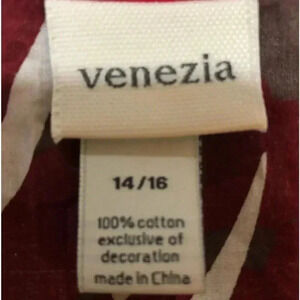 venezia
14/16
100% cotton
exclusive of
decoration
made in China